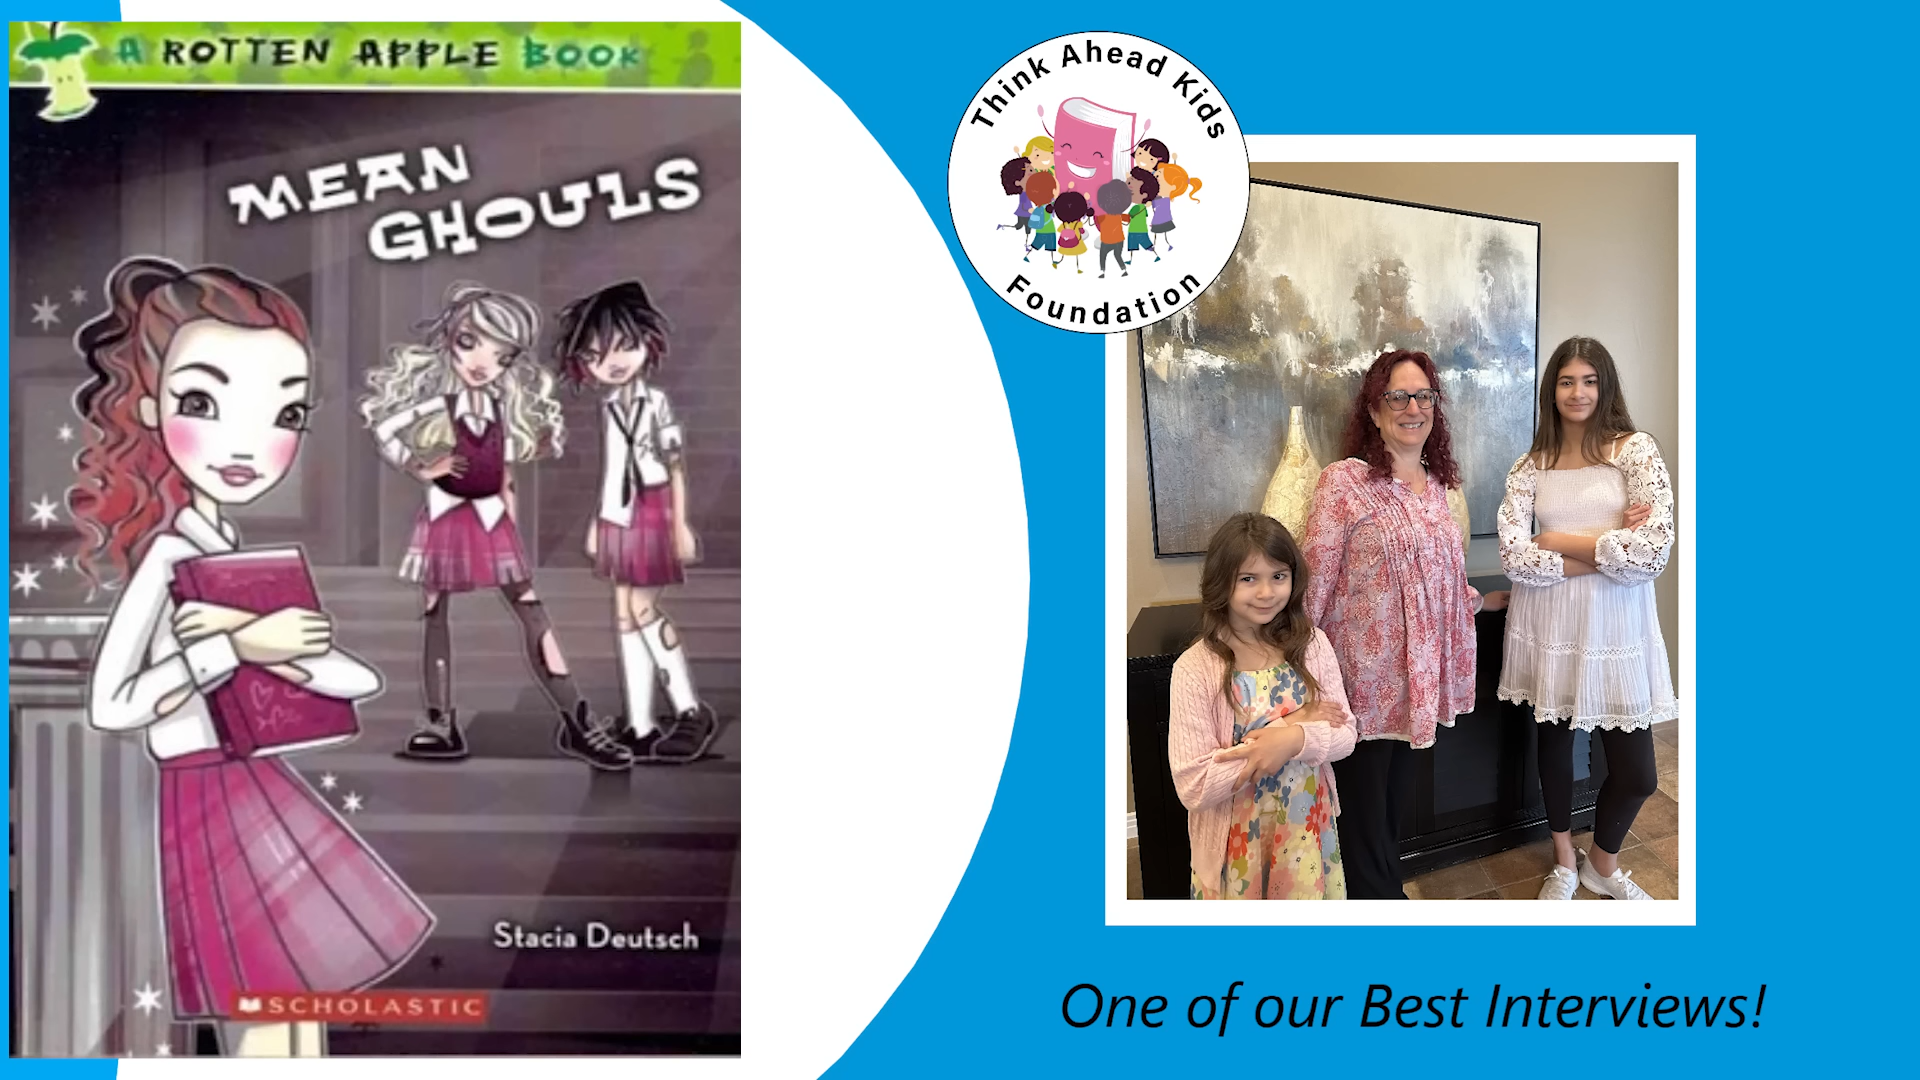 A ROTTEN APPLE BOOK
MEAN
GHOULS
Stacia Deutsch
SCHOLASTIC
Think Ahead Kids
Foundation
One of our Best Interviews!